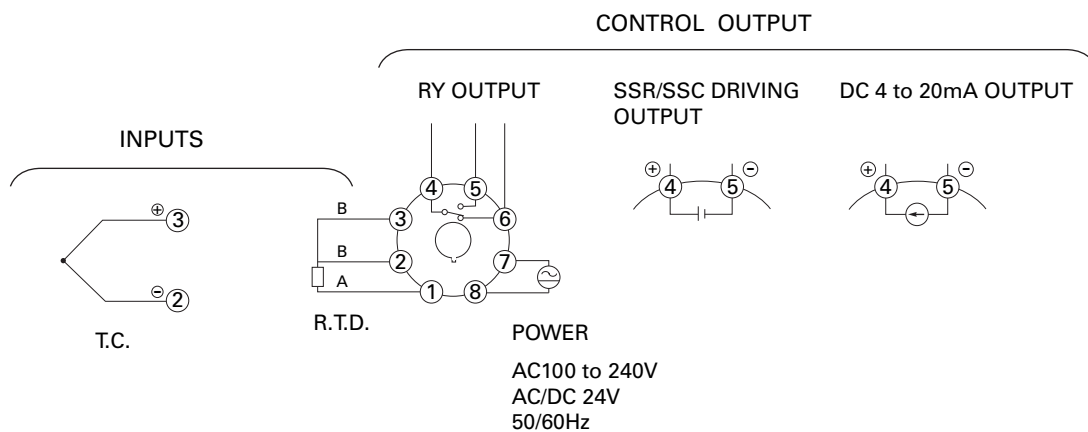 CONTROL OUTPUT
RY OUTPUT
SSR/SSC DRIVING
OUTPUT
DC 4 to 20mA OUTPUT
INPUTS
⊕ 3
⊖ 2
T.C.
B
B
A
R.T.D.
4 5
3 6
2 7
1 8
⊕ ⊖
4 5
⊕ ⊖
4 5
POWER
AC100 to 240V
AC/DC 24V
50/60Hz